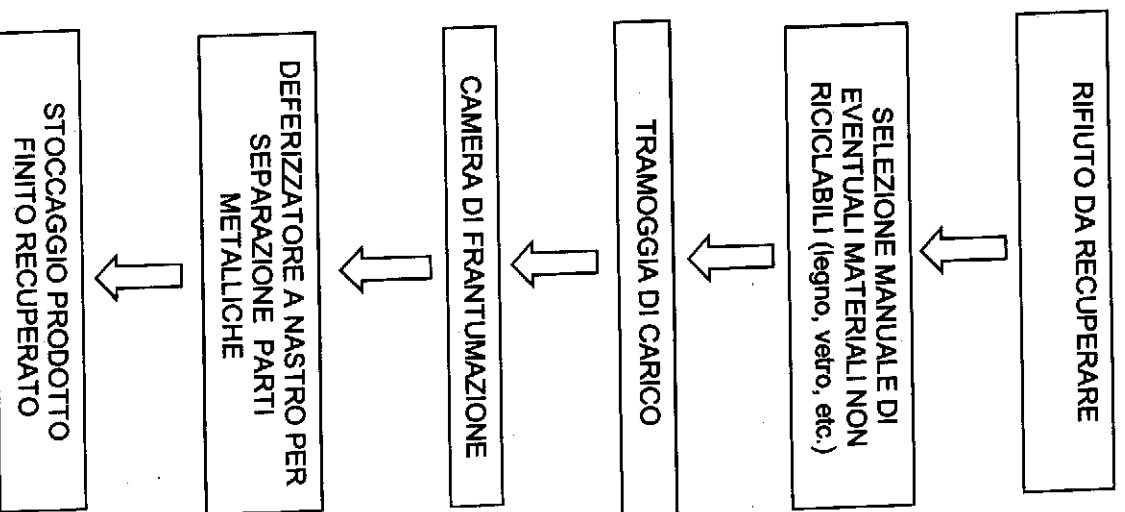 RIFIUTO DA RECUPERARE
SELEZIONE MANUALE DI
EVENTUALI MATERIALI NON
RICICLABILI (legno, vetro, etc.)
TRAMOGGIA DI CARICO
CAMERA DI FRANTUMAZIONE
DEFERIZZATORE A NASTRO PER
SEPARAZIONE PARTI
METALLICHE
STOCCAGGIO PRODOTTO
FINITO RECUPERATO